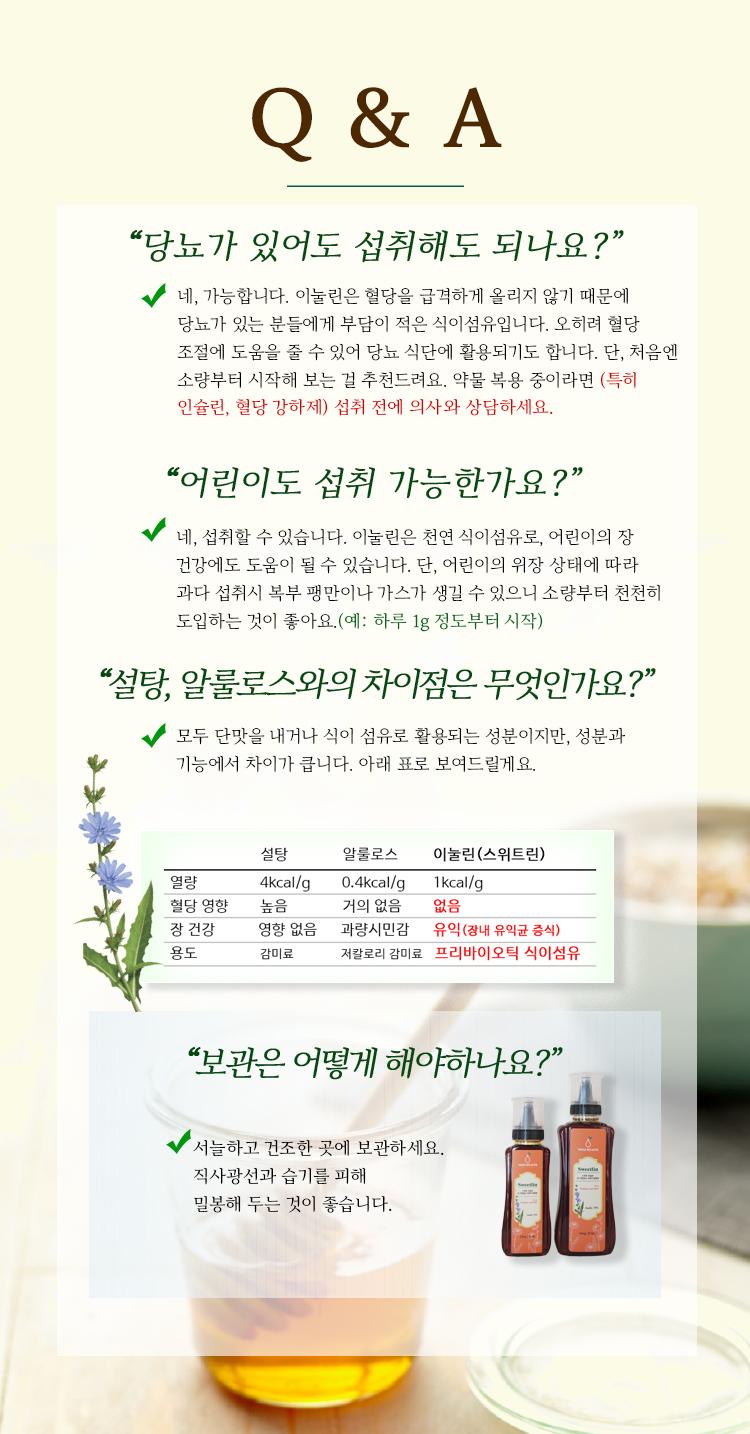 Q & A
“당뇨가 있어도 섭취해도 되나요?”
네, 가능합니다. 이눌린은 혈당을 급격하게 올리지 않기 때문에
당뇨가 있는 분들에게 부담이 적은 식이섬유입니다. 오히려 혈당
조절에 도움을 줄 수 있어 당뇨 식단에 활용되기도 합니다. 단, 처음엔
소량부터 시작해 보는 걸 추천드려요. 약물 복용 중이라면 (특히
인슐린, 혈당 강하제) 섭취 전에 의사와 상담하세요.
“어린이도 섭취 가능한가요?”
네, 섭취할 수 있습니다. 이눌린은 천연 식이섬유로, 어린이의 장
건강에도 도움이 될 수 있습니다. 단, 어린이의 위장 상태에 따라
과다 섭취시 복부 팽만이나 가스가 생길 수 있으니 소량부터 천천히
도입하는 것이 좋아요.(예: 하루 1g 정도부터 시작)
“설탕, 알룰로스와의 차이점은 무엇인가요?”
모두 단맛을 내거나 식이 섬유로 활용되는 성분이지만, 성분과
기능에서 차이가 큽니다. 아래 표로 보여드릴게요.
설탕 알룰로스 이눌린(스위트린)
열량 4kcal/g 0.4kcal/g 1kcal/g
혈당 영향 높음 거의 없음 없음
장 건강 영향 없음 과량시민감 유익(장내 유익균 증식)
용도 감미료 저칼로리 감미료 프리바이오틱 식이섬유
“보관은 어떻게 해야하나요?”
서늘하고 건조한 곳에 보관하세요.
직사광선과 습기를 피해
밀봉해 두는 것이 좋습니다.
Sweetlin
Sweetlin